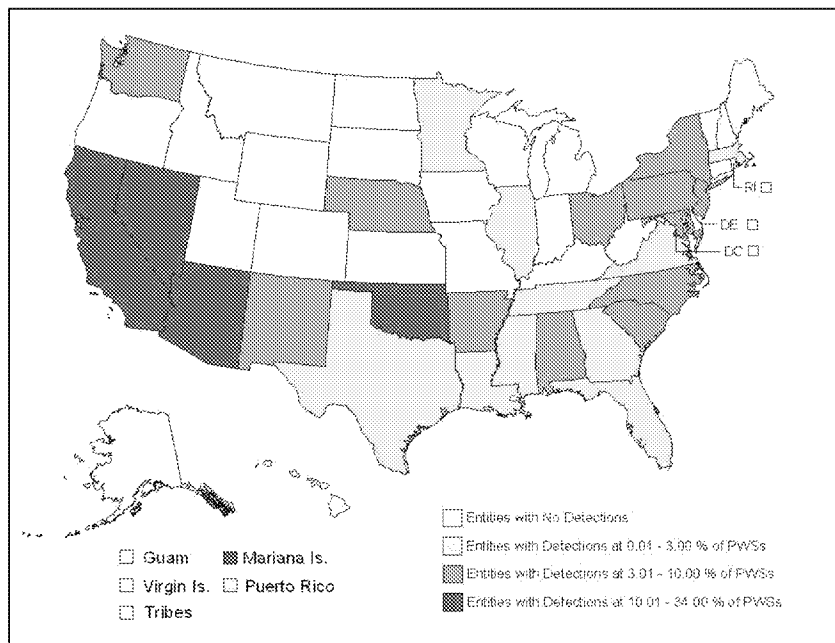 RI
DE
DC
Entities with No Detections
Entities with Detections at 0.01 - 3.00 % of PWSs
Entities with Detections at 3.01 - 10.00 % of PWSs
Entities with Detections at 10.01 - 34.00 % of PWSs
Guam
Mariana Is.
Virgin Is.
Puerto Rico
Tribes